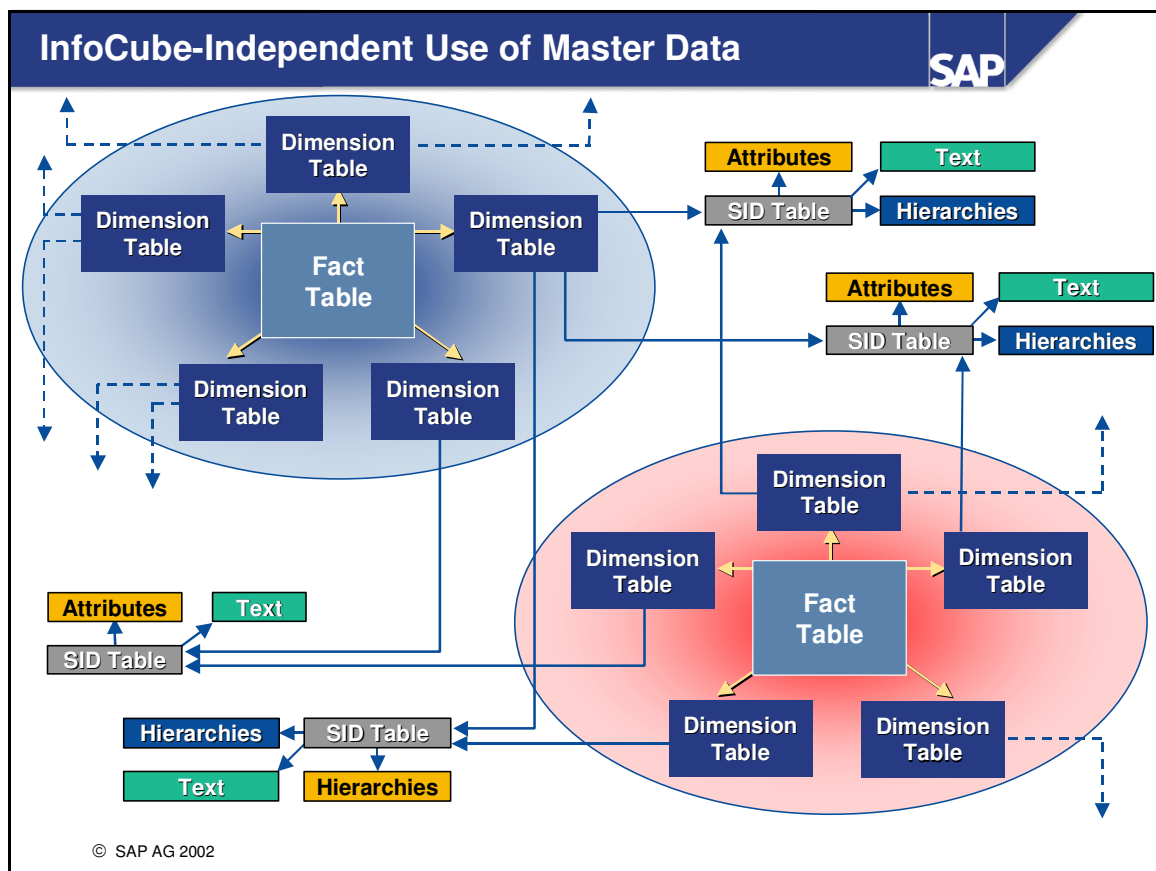 InfoCube-Independent Use of Master Data
SAP
Dimension
Table
Dimension
Table
Dimension
Table
Fact
Table
Dimension
Table
Dimension
Table
Attributes
Text
SID Table
Hierarchies
Attributes
Text
SID Table
Hierarchies
Dimension
Table
Dimension
Table
Dimension
Table
Fact
Table
Dimension
Table
Dimension
Table
Attributes
Text
SID Table
Hierarchies
SID Table
Text
Hierarchies
© SAP AG 2002